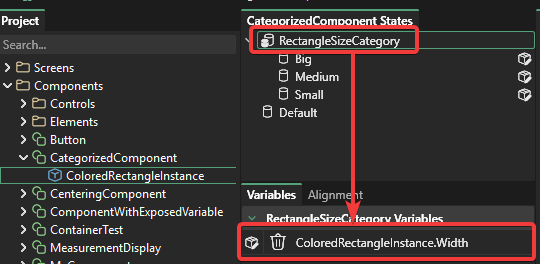 Project
Search...
Screens
Components
Controls
Elements
Button
CategorizedComponent
ColoredRectangleInstance
CenteringComponent
ComponentWithExposedVariable
ContainerTest
MeasurementDisplay
CategorizedComponent States
RectangleSizeCategory
Big
Medium
Small
Default
Variables Alignment
RectangleSizeCategory Variables
ColoredRectangleInstance.Width